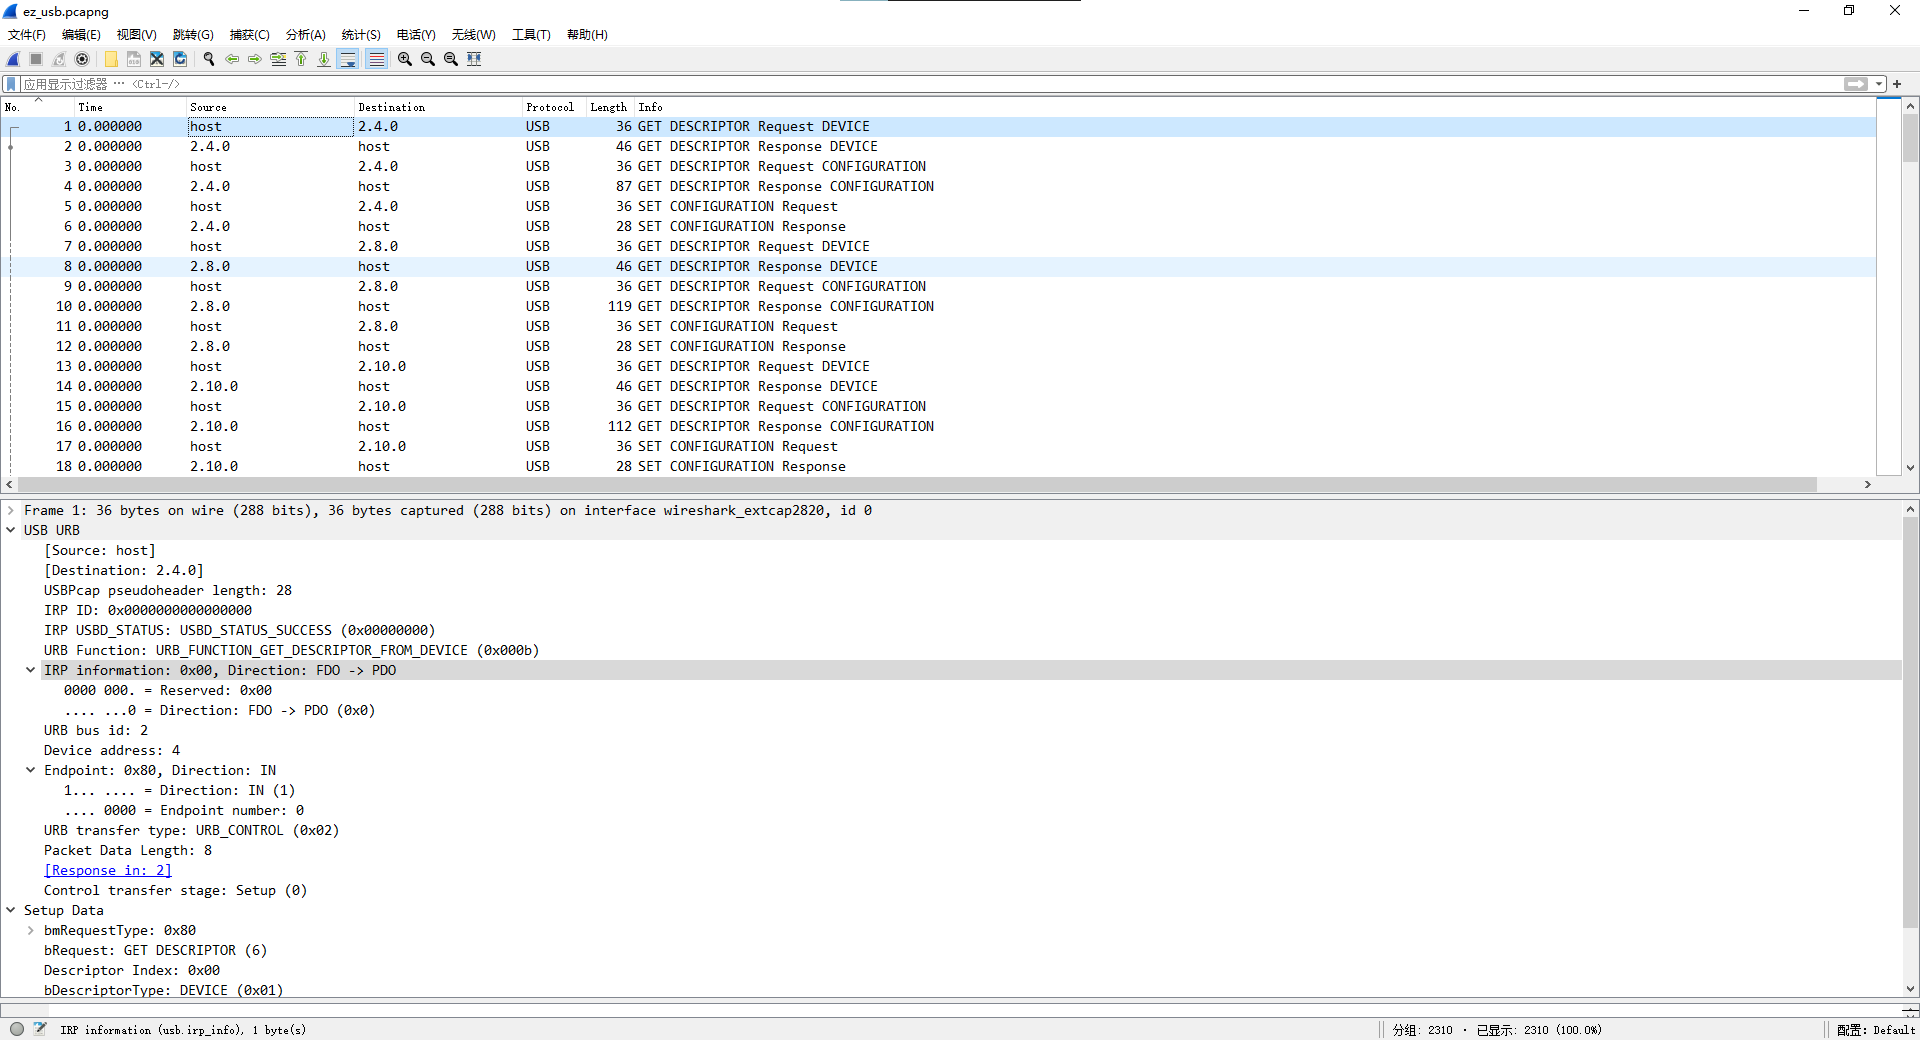 ez_usb.pcapng
文件(F) 编辑(E) 视图(V) 跳转(G) 捕获(C) 分析(A) 统计(S) 电话(Y) 无线(W) 工具(T) 帮助(H)
应用显示过滤器 … <Ctrl-/>
No. Time Source Destination Protocol Length Info
1 0.000000 host 2.4.0 USB 36 GET DESCRIPTOR Request DEVICE
2 0.000000 2.4.0 host USB 46 GET DESCRIPTOR Response DEVICE
3 0.000000 host 2.4.0 USB 36 GET DESCRIPTOR Request CONFIGURATION
4 0.000000 2.4.0 host USB 87 GET DESCRIPTOR Response CONFIGURATION
5 0.000000 host 2.4.0 USB 36 SET CONFIGURATION Request
6 0.000000 2.4.0 host USB 28 SET CONFIGURATION Response
7 0.000000 host 2.8.0 USB 36 GET DESCRIPTOR Request DEVICE
8 0.000000 2.8.0 host USB 46 GET DESCRIPTOR Response DEVICE
9 0.000000 host 2.8.0 USB 36 GET DESCRIPTOR Request CONFIGURATION
10 0.000000 2.8.0 host USB 119 GET DESCRIPTOR Response CONFIGURATION
11 0.000000 host 2.8.0 USB 36 SET CONFIGURATION Request
12 0.000000 2.8.0 host USB 28 SET CONFIGURATION Response
13 0.000000 host 2.10.0 USB 36 GET DESCRIPTOR Request DEVICE
14 0.000000 2.10.0 host USB 46 GET DESCRIPTOR Response DEVICE
15 0.000000 host 2.10.0 USB 36 GET DESCRIPTOR Request CONFIGURATION
16 0.000000 2.10.0 host USB 112 GET DESCRIPTOR Response CONFIGURATION
17 0.000000 host 2.10.0 USB 36 SET CONFIGURATION Request
18 0.000000 2.10.0 host USB 28 SET CONFIGURATION Response
Frame 1: 36 bytes on wire (288 bits), 36 bytes captured (288 bits) on interface wireshark_extcap2820, id 0
USB URB
[Source: host]
[Destination: 2.4.0]
USBPcap pseudoheader length: 28
IRP ID: 0x0000000000000000
IRP USBD_STATUS: USBD_STATUS_SUCCESS (0x00000000)
URB Function: URB_FUNCTION_GET_DESCRIPTOR_FROM_DEVICE (0x000b)
IRP information: 0x00, Direction: FDO -> PDO
0000 000. = Reserved: 0x00
.... ...0 = Direction: FDO -> PDO (0x0)
URB bus id: 2
Device address: 4
Endpoint: 0x80, Direction: IN
1... .... = Direction: IN (1)
.... 0000 = Endpoint number: 0
URB transfer type: URB_CONTROL (0x02)
Packet Data Length: 8
[Response in: 2]
Control transfer stage: Setup (0)
Setup Data
bmRequestType: 0x80
bRequest: GET DESCRIPTOR (6)
Descriptor Index: 0x00
bDescriptorType: DEVICE (0x01)
IRP information (usb.irp_info), 1 byte(s) 分组: 2310 · 已显示: 2310 (100.0%) 配置: Default